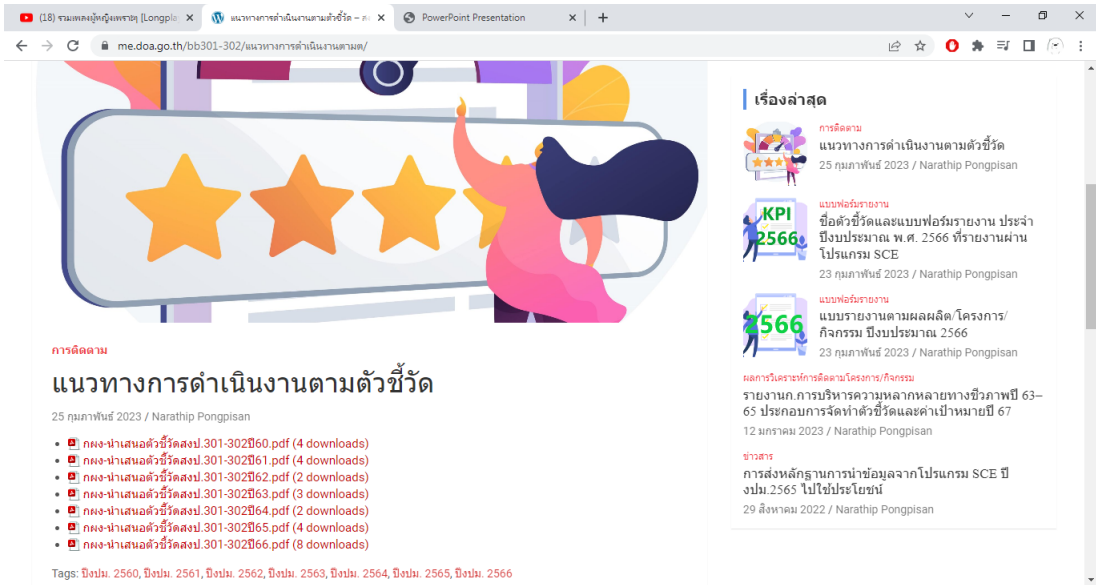 (18) รวมเพลงผู้หญิงเพราะๆ [Longpla
แนวทางการดำเนินงานตามตัวชี้วัด – ส
PowerPoint Presentation
me.doa.go.th/bb301-302/แนวทางการดำเนินงานตามต/
การติดตาม
แนวทางการดำเนินงานตามตัวชี้วัด
25 กุมภาพันธ์ 2023 / Narathip Pongpisan
กผง-นำเสนอตัวชี้วัดสงป.301-302ปี60.pdf (4 downloads)
กผง-นำเสนอตัวชี้วัดสงป.301-302ปี61.pdf (4 downloads)
กผง-นำเสนอตัวชี้วัดสงป.301-302ปี62.pdf (2 downloads)
กผง-นำเสนอตัวชี้วัดสงป.301-302ปี63.pdf (3 downloads)
กผง-นำเสนอตัวชี้วัดสงป.301-302ปี64.pdf (2 downloads)
กผง-นำเสนอตัวชี้วัดสงป.301-302ปี65.pdf (4 downloads)
กผง-นำเสนอตัวชี้วัดสงป.301-302ปี66.pdf (8 downloads)
Tags: ปีงปม. 2560, ปีงปม. 2561, ปีงปม. 2562, ปีงปม. 2563, ปีงปม. 2564, ปีงปม. 2565, ปีงปม. 2566
เรื่องล่าสุด
การติดตาม
แนวทางการดำเนินงานตามตัวชี้วัด
25 กุมภาพันธ์ 2023 / Narathip Pongpisan
KPI
2566
แบบฟอร์มรายงาน
ชื่อตัวชี้วัดและแบบฟอร์มรายงาน ประจำ
ปีงบประมาณ พ.ศ. 2566 ที่รายงานผ่าน
โปรแกรม SCE
23 กุมภาพันธ์ 2023 / Narathip Pongpisan
2566
แบบฟอร์มรายงาน
แบบรายงานตามผลผลิต/โครงการ/
กิจกรรม ปีงบประมาณ 2566
23 กุมภาพันธ์ 2023 / Narathip Pongpisan
ผลการวิเคราะห์การติดตามโครงการ/กิจกรรม
รายงานก.การบริหารความหลากหลายทางชีวภาพปี 63–
65 ประกอบการจัดทำตัวชี้วัดและค่าเป้าหมายปี 67
12 มกราคม 2023 / Narathip Pongpisan
ข่าวสาร
การส่งหลักฐานการนำข้อมูลจากโปรแกรม SCE ปี
งปม.2565 ไปใช้ประโยชน์
29 สิงหาคม 2022 / Narathip Pongpisan